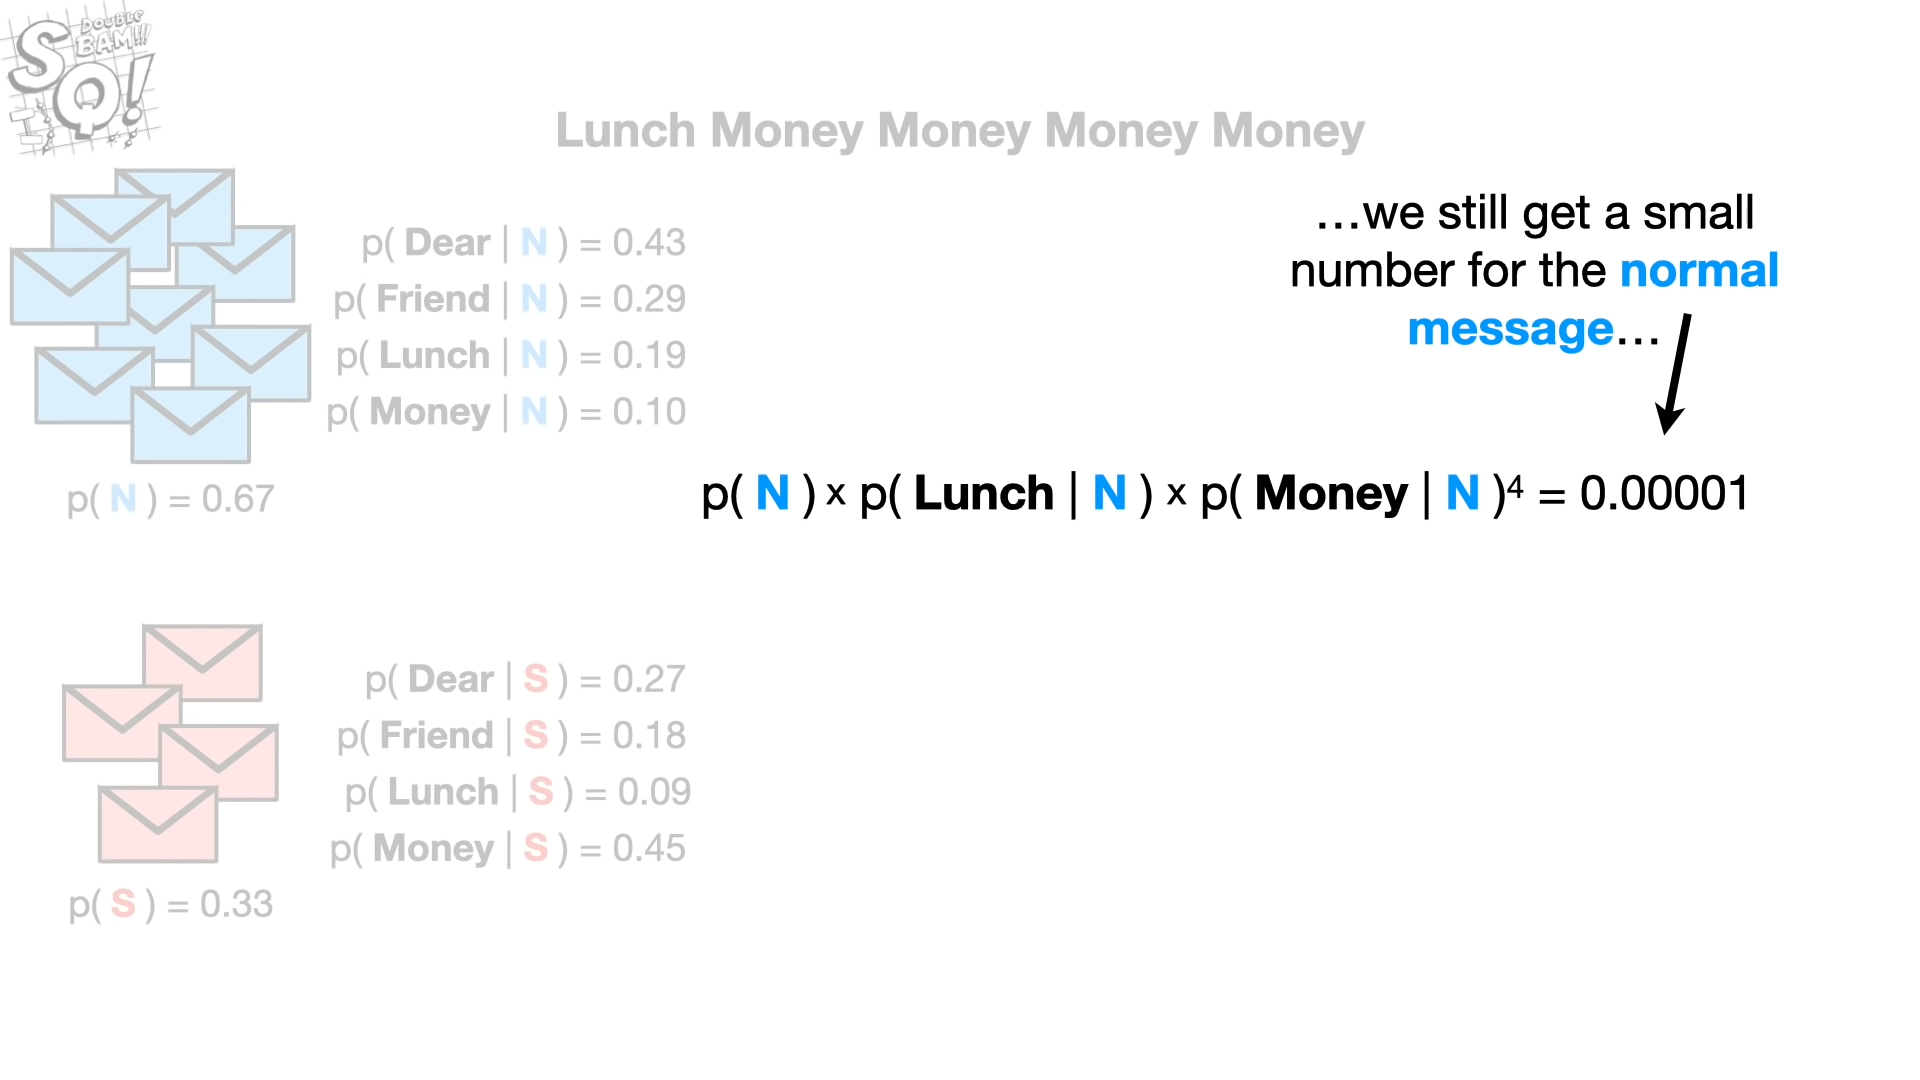 DOUBLE
BAM!!!
SQ!
Lunch Money Money Money Money
…we still get a small
number for the normal
message…
p( Dear | N ) = 0.43
p( Friend | N ) = 0.29
p( Lunch | N ) = 0.19
p( Money | N ) = 0.10
p( N ) = 0.67
p( N ) x p( Lunch | N ) x p( Money | N )⁴ = 0.00001
p( Dear | S ) = 0.27
p( Friend | S ) = 0.18
p( Lunch | S ) = 0.09
p( Money | S ) = 0.45
p( S ) = 0.33